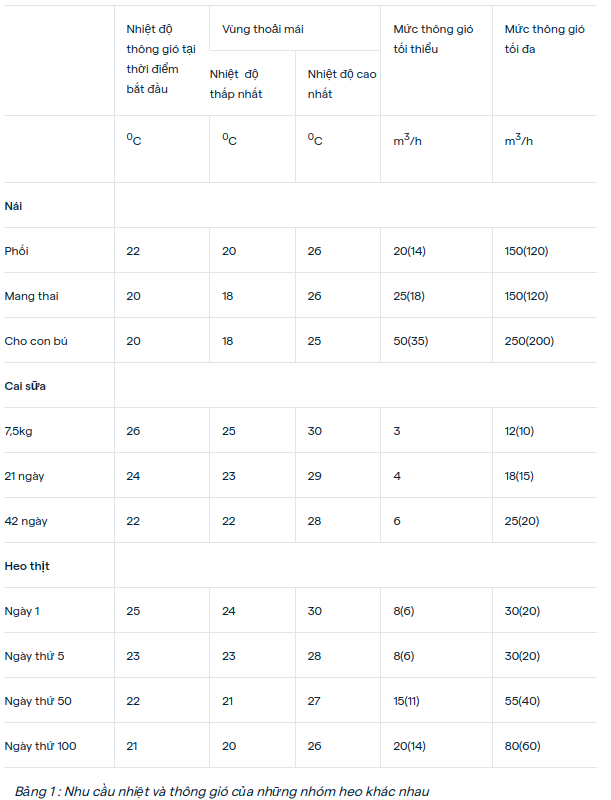 Nhiệt độ thông gió tại thời điểm bắt đầu | Vùng thoải mái | Mức thông gió tối thiểu | Mức thông gió tối đa
Nhiệt độ thấp nhất | Nhiệt độ cao nhất
⁰C | ⁰C | ⁰C | m³/h | m³/h
Nái
Phối | 22 | 20 | 26 | 20(14) | 150(120)
Mang thai | 20 | 18 | 26 | 25(18) | 150(120)
Cho con bú | 20 | 18 | 25 | 50(35) | 250(200)
Cai sữa
7,5kg | 26 | 25 | 30 | 3 | 12(10)
21 ngày | 24 | 23 | 29 | 4 | 18(15)
42 ngày | 22 | 22 | 28 | 6 | 25(20)
Heo thịt
Ngày 1 | 25 | 24 | 30 | 8(6) | 30(20)
Ngày thứ 5 | 23 | 23 | 28 | 8(6) | 30(20)
Ngày thứ 50 | 22 | 21 | 27 | 15(11) | 55(40)
Ngày thứ 100 | 21 | 20 | 26 | 20(14) | 80(60)
Bảng 1 : Nhu cầu nhiệt và thông gió của những nhóm heo khác nhau